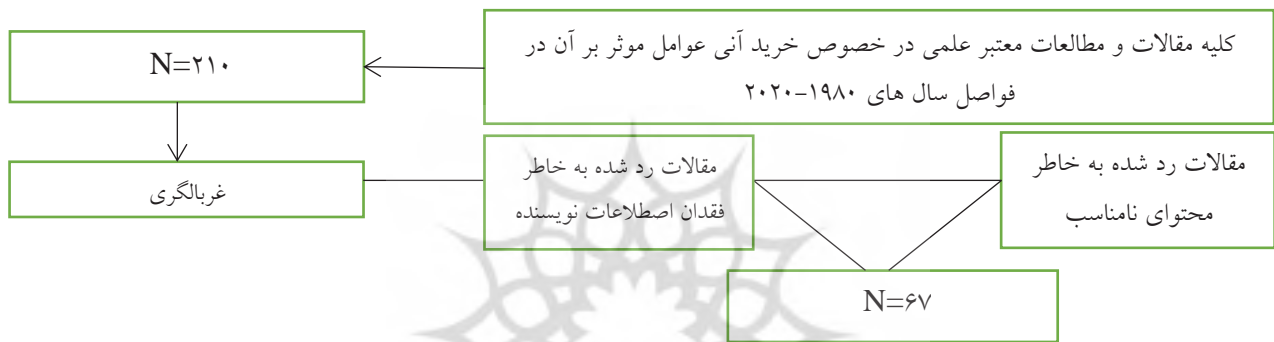 کلیه مقالات و مطالعات معتبر علمی در خصوص خرید آنی عوامل موثر بر آن در
فواصل سال های ۱۹۸۰-۲۰۲۰
N=۲۱۰
غربالگری
مقالات رد شده به خاطر
فقدان اصطلاعات نویسنده
مقالات رد شده به خاطر
محتوای نامناسب
N=۶۷